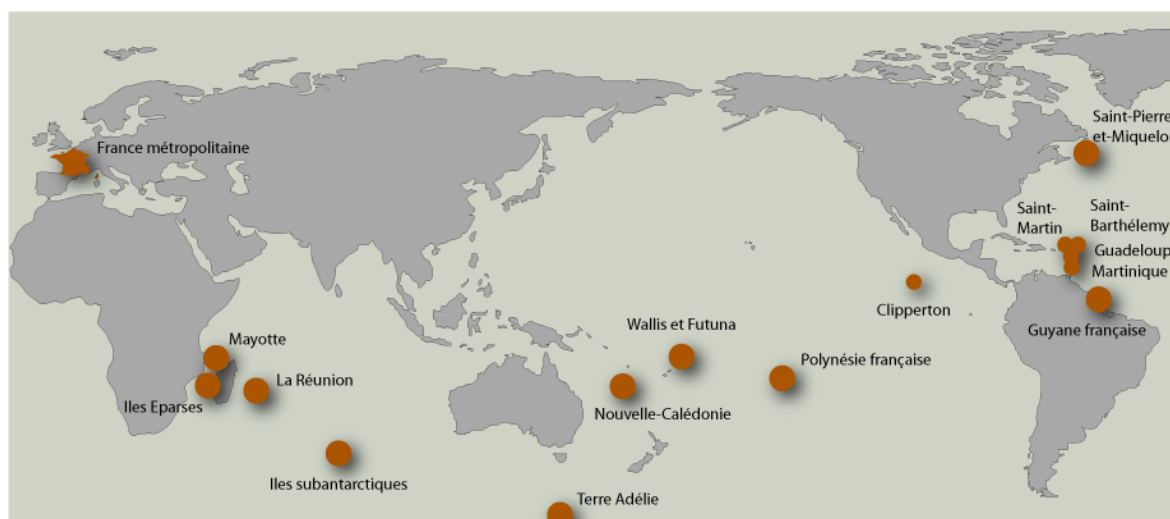 France métropolitaine
Saint-Pierre
et-Miquelon
Saint-
Martin
Saint-
Barthélemy
Guadeloup
Martinique
Clipperton
Guyane française
Wallis et Futuna
Mayotte
Polynésie française
La Réunion
Iles Eparses
Nouvelle-Calédonie
Iles subantarctiques
Terre Adélie